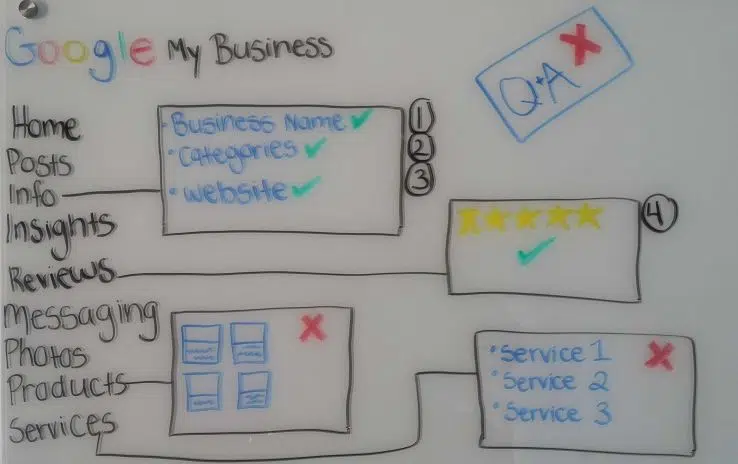 Google My Business
Q+A
Home
Posts
Info
Insights
Reviews
Messaging
Photos
Products
Services
• Business Name ✓
• Categories ✓
• Website ✓
1
2
3
4
• Service 1
• Service 2
• Service 3